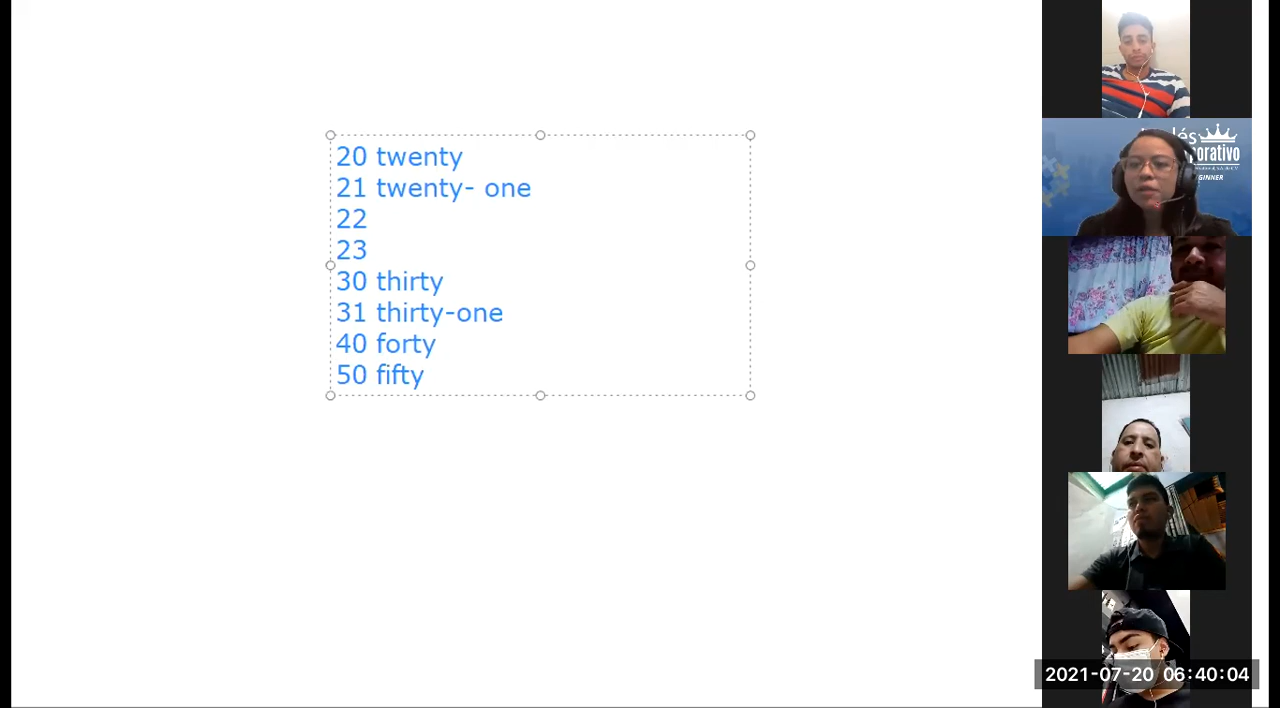 20 twenty
21 twenty- one
22
23
30 thirty
31 thirty-one
40 forty
50 fifty
2021-07-20 06:40:04